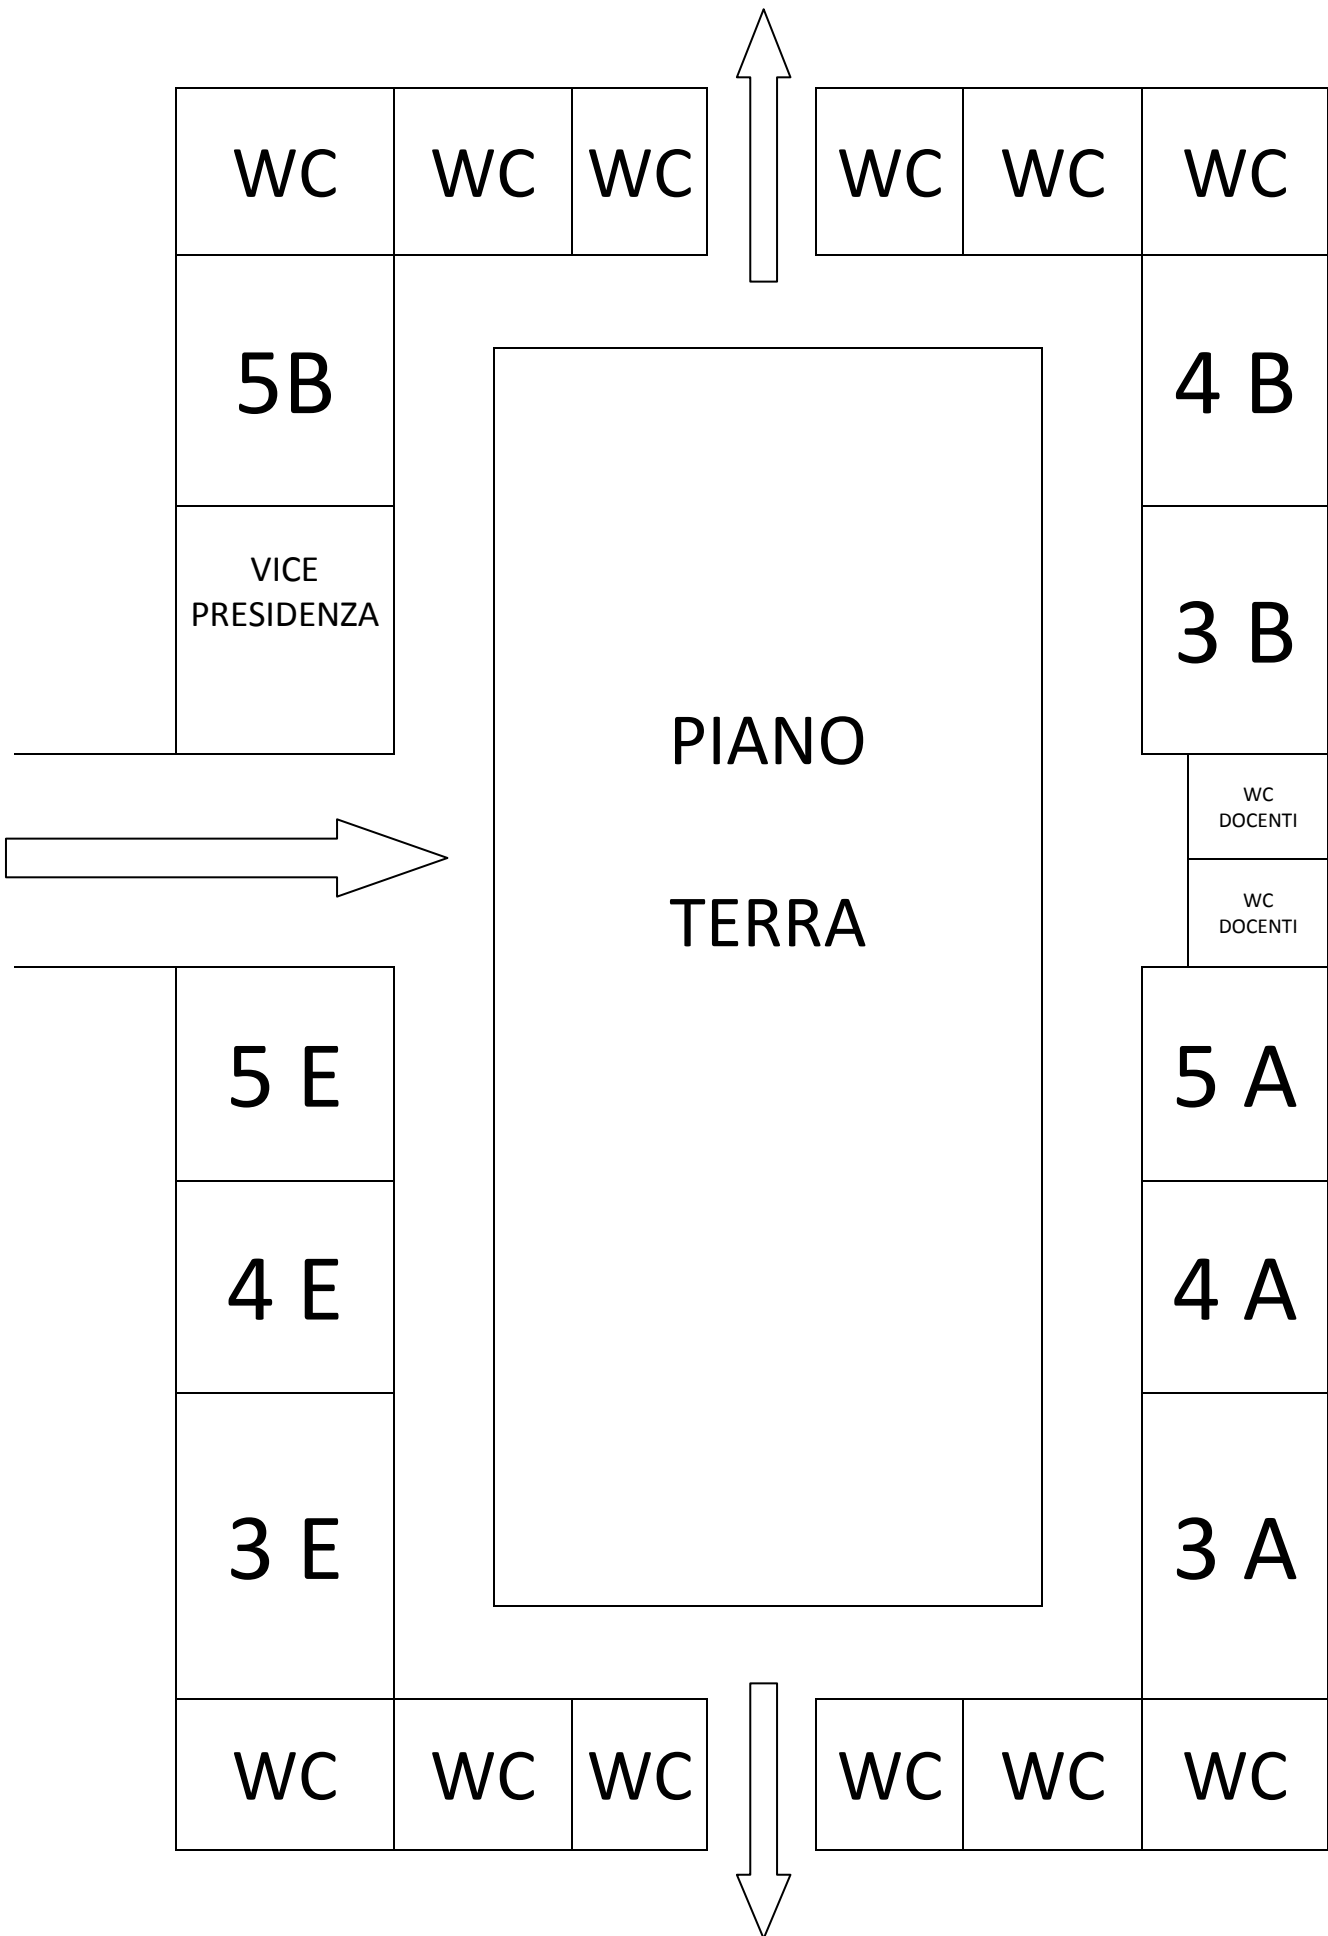 WC WC WC WC WC WC
5B 4 B
VICE
PRESIDENZA
3 B
PIANO
TERRA
WC
DOCENTI
WC
DOCENTI
5 E 5 A
4 E 4 A
3 E 3 A
WC WC WC WC WC WC